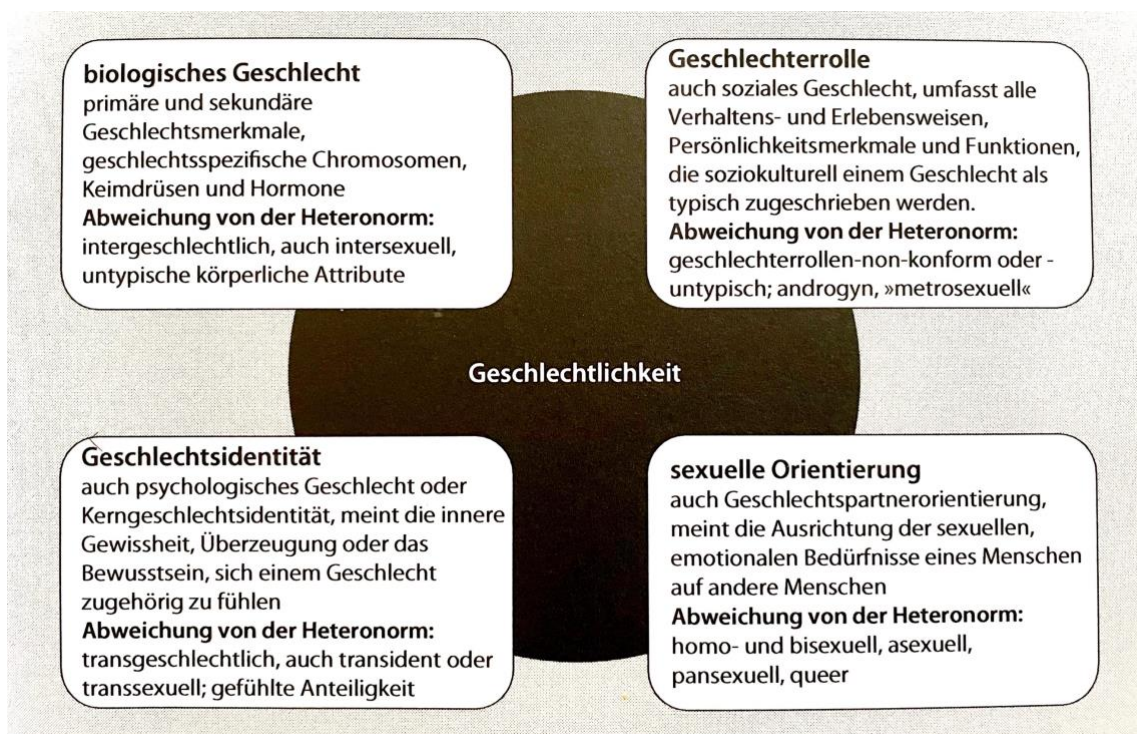 biologisches Geschlecht
primäre und sekundäre
Geschlechtsmerkmale,
geschlechtsspezifische Chromosomen,
Keimdrüsen und Hormone
Abweichung von der Heteronorm:
intergeschlechtlich, auch intersexuell,
untypische körperliche Attribute
Geschlechterrolle
auch soziales Geschlecht, umfasst alle
Verhaltens- und Erlebensweisen,
Persönlichkeitsmerkmale und Funktionen,
die soziokulturell einem Geschlecht als
typisch zugeschrieben werden.
Abweichung von der Heteronorm:
geschlechterrollen-non-konform oder -
untypisch; androgyn, »metrosexuell«
Geschlechtlichkeit
Geschlechtsidentität
auch psychologisches Geschlecht oder
Kerngeschlechtsidentität, meint die innere
Gewissheit, Überzeugung oder das
Bewusstsein, sich einem Geschlecht
zugehörig zu fühlen
Abweichung von der Heteronorm:
transgeschlechtlich, auch transident oder
transsexuell; gefühlte Anteiligkeit
sexuelle Orientierung
auch Geschlechtspartnerorientierung,
meint die Ausrichtung der sexuellen,
emotionalen Bedürfnisse eines Menschen
auf andere Menschen
Abweichung von der Heteronorm:
homo- und bisexuell, asexuell,
pansexuell, queer